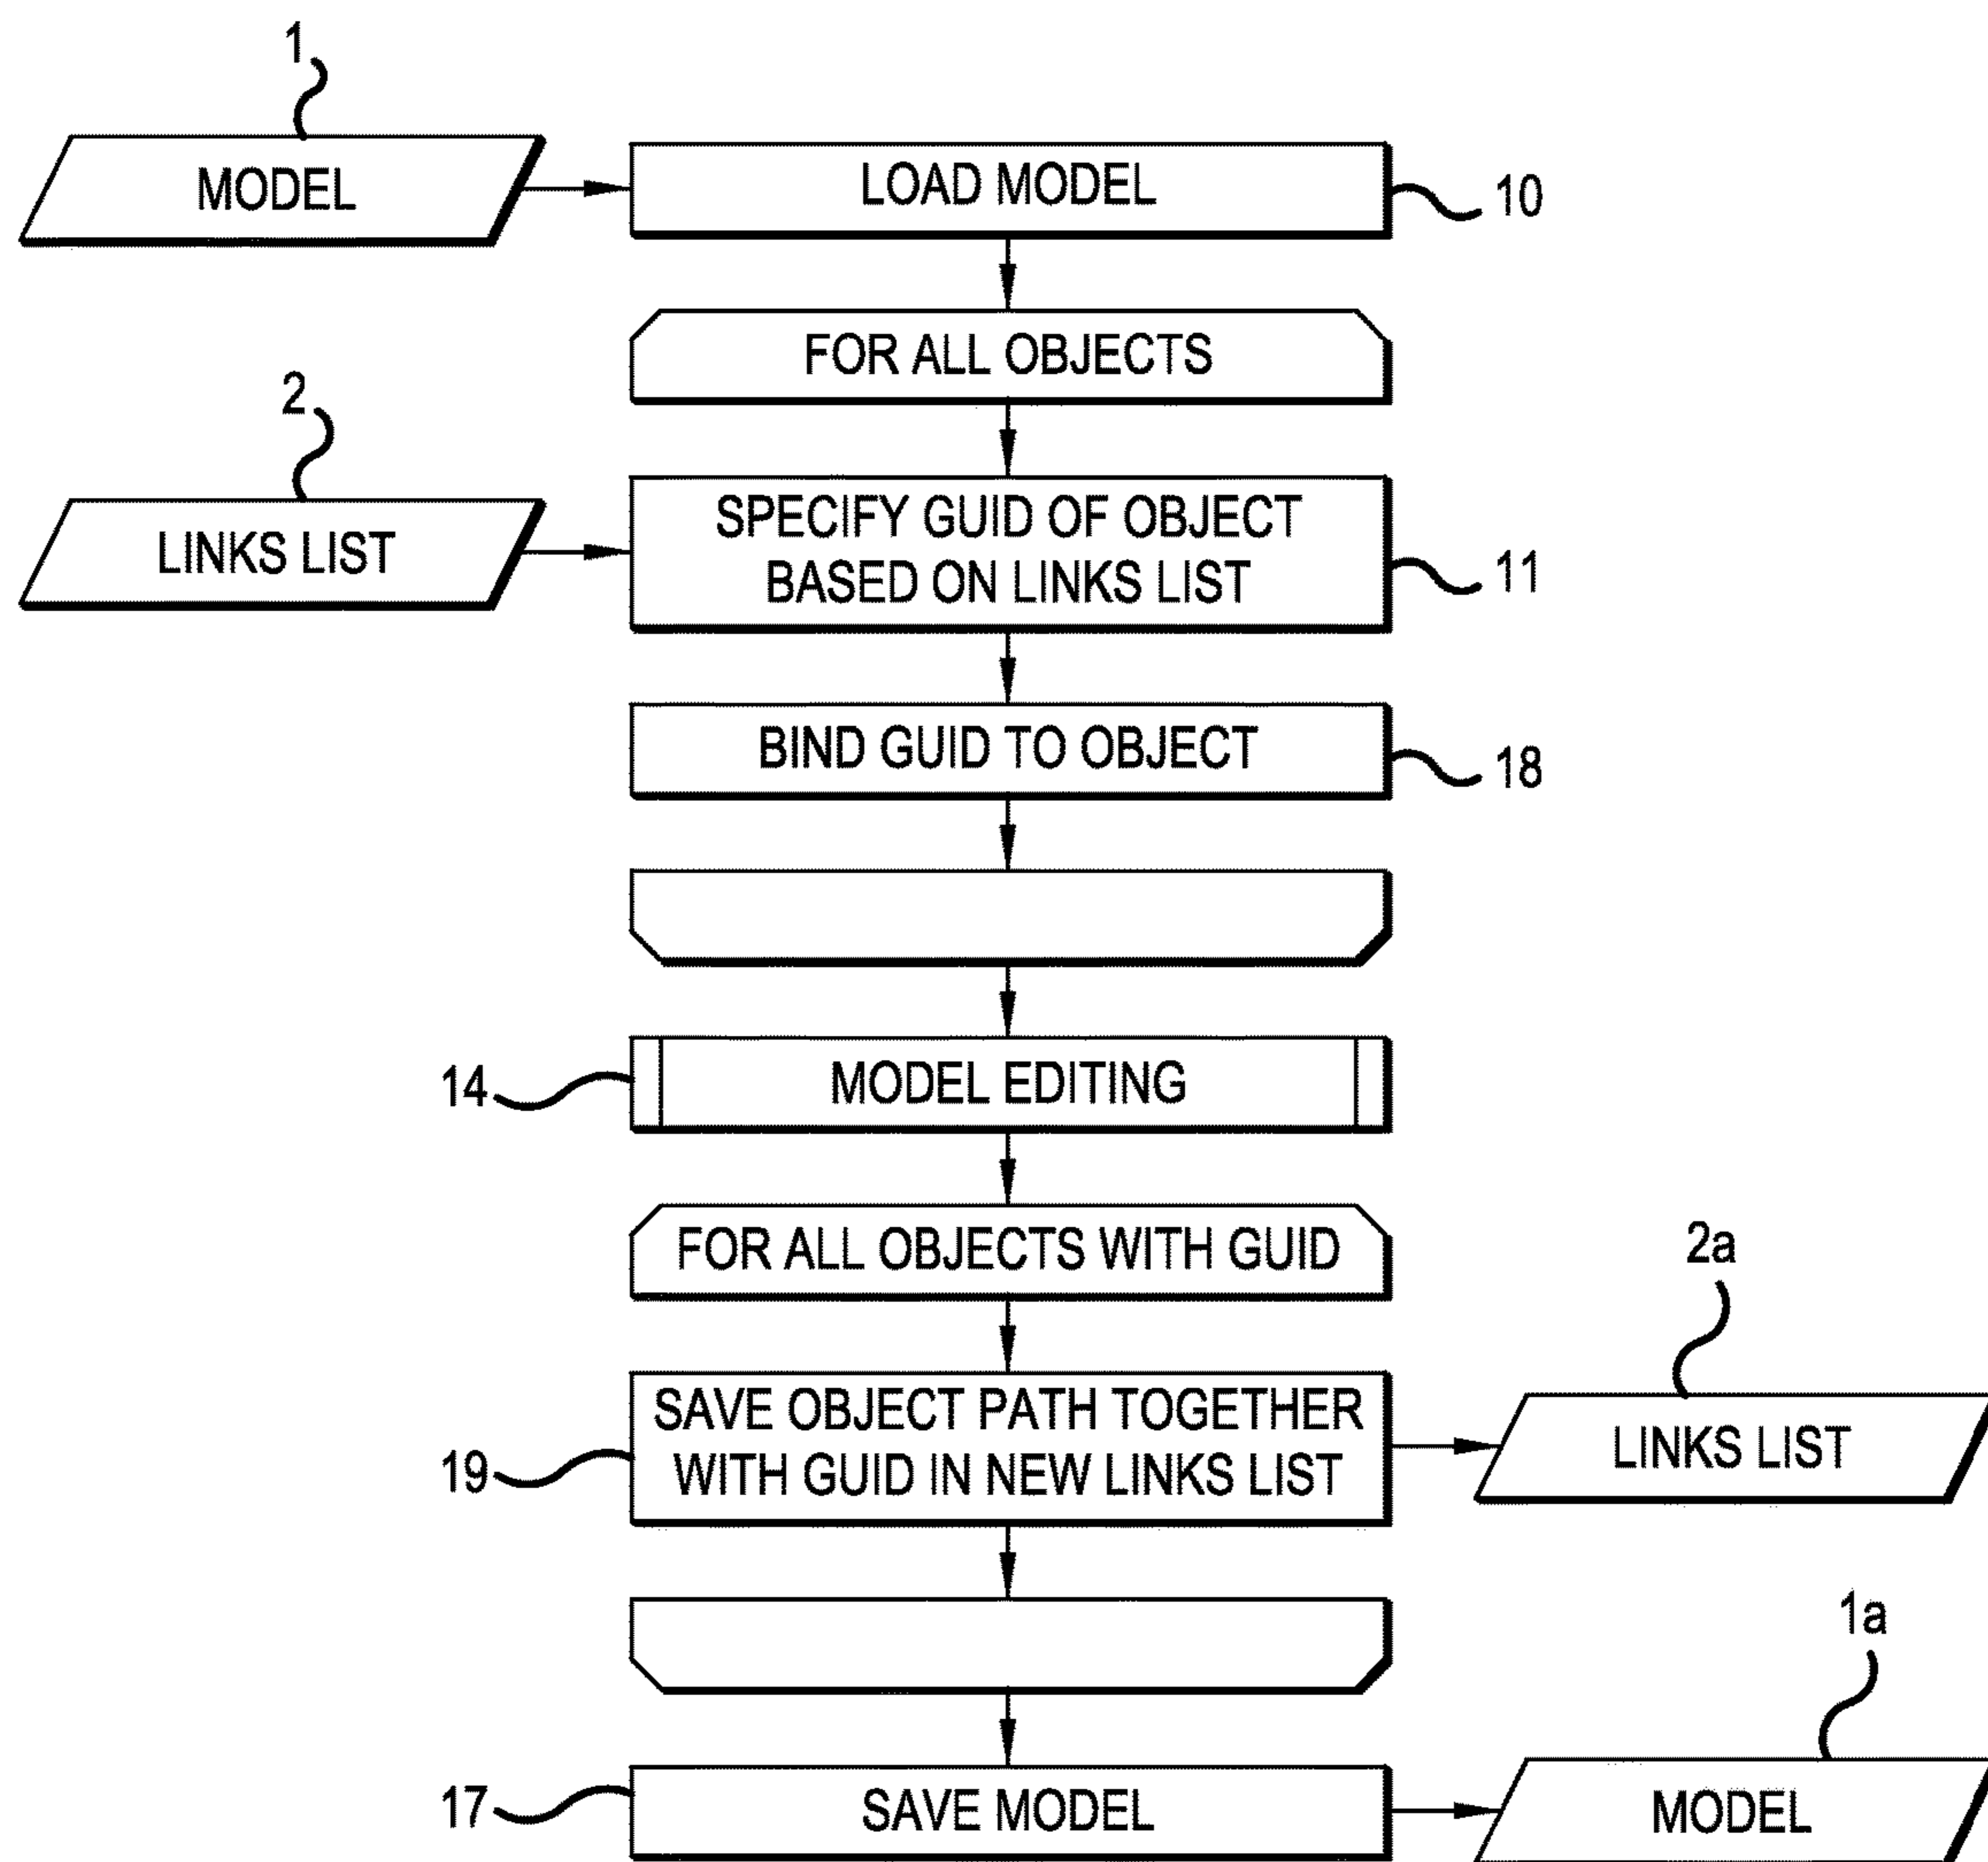 1
MODEL
LOAD MODEL
10
FOR ALL OBJECTS
2
LINKS LIST
SPECIFY GUID OF OBJECT
BASED ON LINKS LIST
11
BIND GUID TO OBJECT
18
14
MODEL EDITING
FOR ALL OBJECTS WITH GUID
2a
SAVE OBJECT PATH TOGETHER
WITH GUID IN NEW LINKS LIST
19
LINKS LIST
1a
17
SAVE MODEL
MODEL